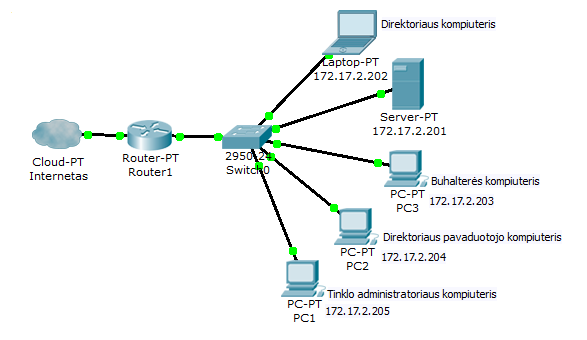 Direktoriaus kompiuteris
Laptop-PT
172.17.2.202
Server-PT
172.17.2.201
Cloud-PT
Internetas
Router-PT
Router1
2950-24
Switch0
PC-PT
PC3
Buhalterės kompiuteris
172.17.2.203
PC-PT
PC2
Direktoriaus pavaduotojo kompiuteris
172.17.2.204
PC-PT
PC1
Tinklo administratoriaus kompiuteris
172.17.2.205